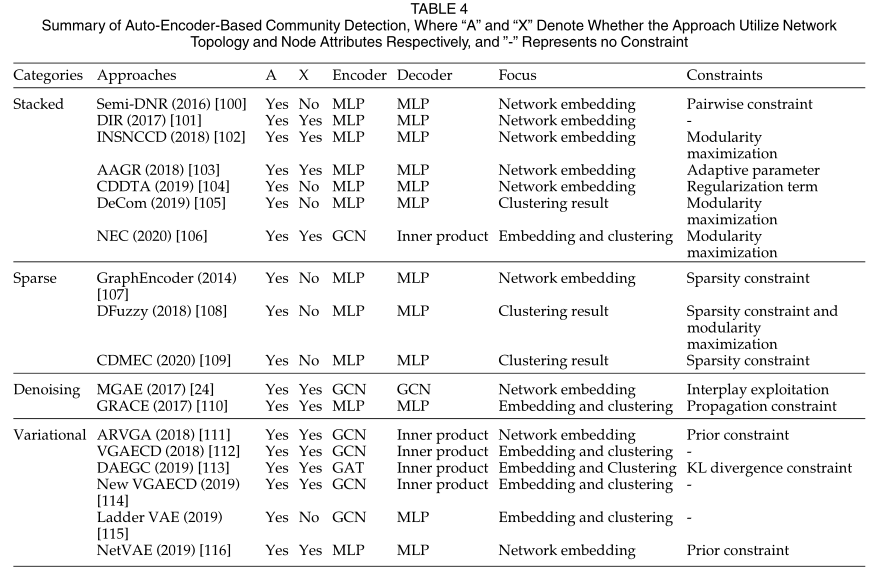 TABLE 4
Summary of Auto-Encoder-Based Community Detection, Where “A” and “X” Denote Whether the Approach Utilize Network
Topology and Node Attributes Respectively, and ”-” Represents no Constraint
Categories Approaches A X Encoder Decoder Focus Constraints
Stacked Semi-DNR (2016) [100] Yes No MLP MLP Network embedding Pairwise constraint
DIR (2017) [101] Yes Yes MLP MLP Network embedding -
INSNCCD (2018) [102] Yes Yes MLP MLP Network embedding Modularity
maximization
AAGR (2018) [103] Yes Yes MLP MLP Network embedding Adaptive parameter
CDDTA (2019) [104] Yes No MLP MLP Network embedding Regularization term
DeCom (2019) [105] Yes No MLP MLP Clustering result Modularity
maximization
NEC (2020) [106] Yes Yes GCN Inner product Embedding and clustering Modularity
maximization
Sparse GraphEncoder (2014) Yes No MLP MLP Network embedding Sparsity constraint
[107]
DFuzzy (2018) [108] Yes No MLP MLP Clustering result Sparsity constraint and
modularity
maximization
CDMEC (2020) [109] Yes No MLP MLP Clustering result Sparsity constraint
Denoising MGAE (2017) [24] Yes Yes GCN GCN Network embedding Interplay exploitation
GRACE (2017) [110] Yes Yes MLP MLP Embedding and clustering Propagation constraint
Variational ARVGA (2018) [111] Yes Yes GCN Inner product Network embedding Prior constraint
VGAECD (2018) [112] Yes Yes GCN Inner product Embedding and clustering -
DAEGC (2019) [113] Yes Yes GAT Inner product Embedding and Clustering KL divergence constraint
New VGAECD (2019) Yes Yes GCN Inner product Embedding and clustering -
[114]
Ladder VAE (2019) Yes No GCN MLP Embedding and clustering -
[115]
NetVAE (2019) [116] Yes Yes MLP MLP Network embedding Prior constraint